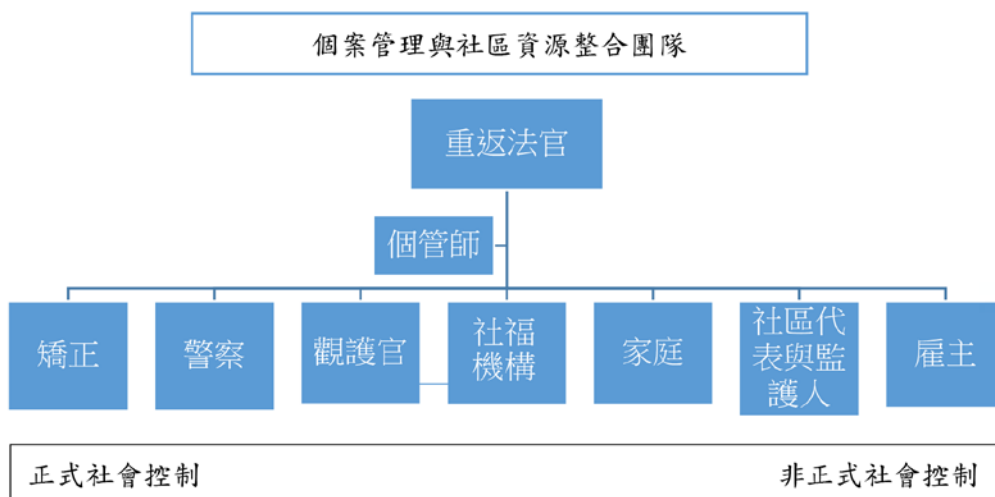 個案管理與社區資源整合團隊
重返法官
個管師
矯正
警察
觀護官
社福
機構
家庭
社區代
表與監
護人
雇主
正式社會控制
非正式社會控制